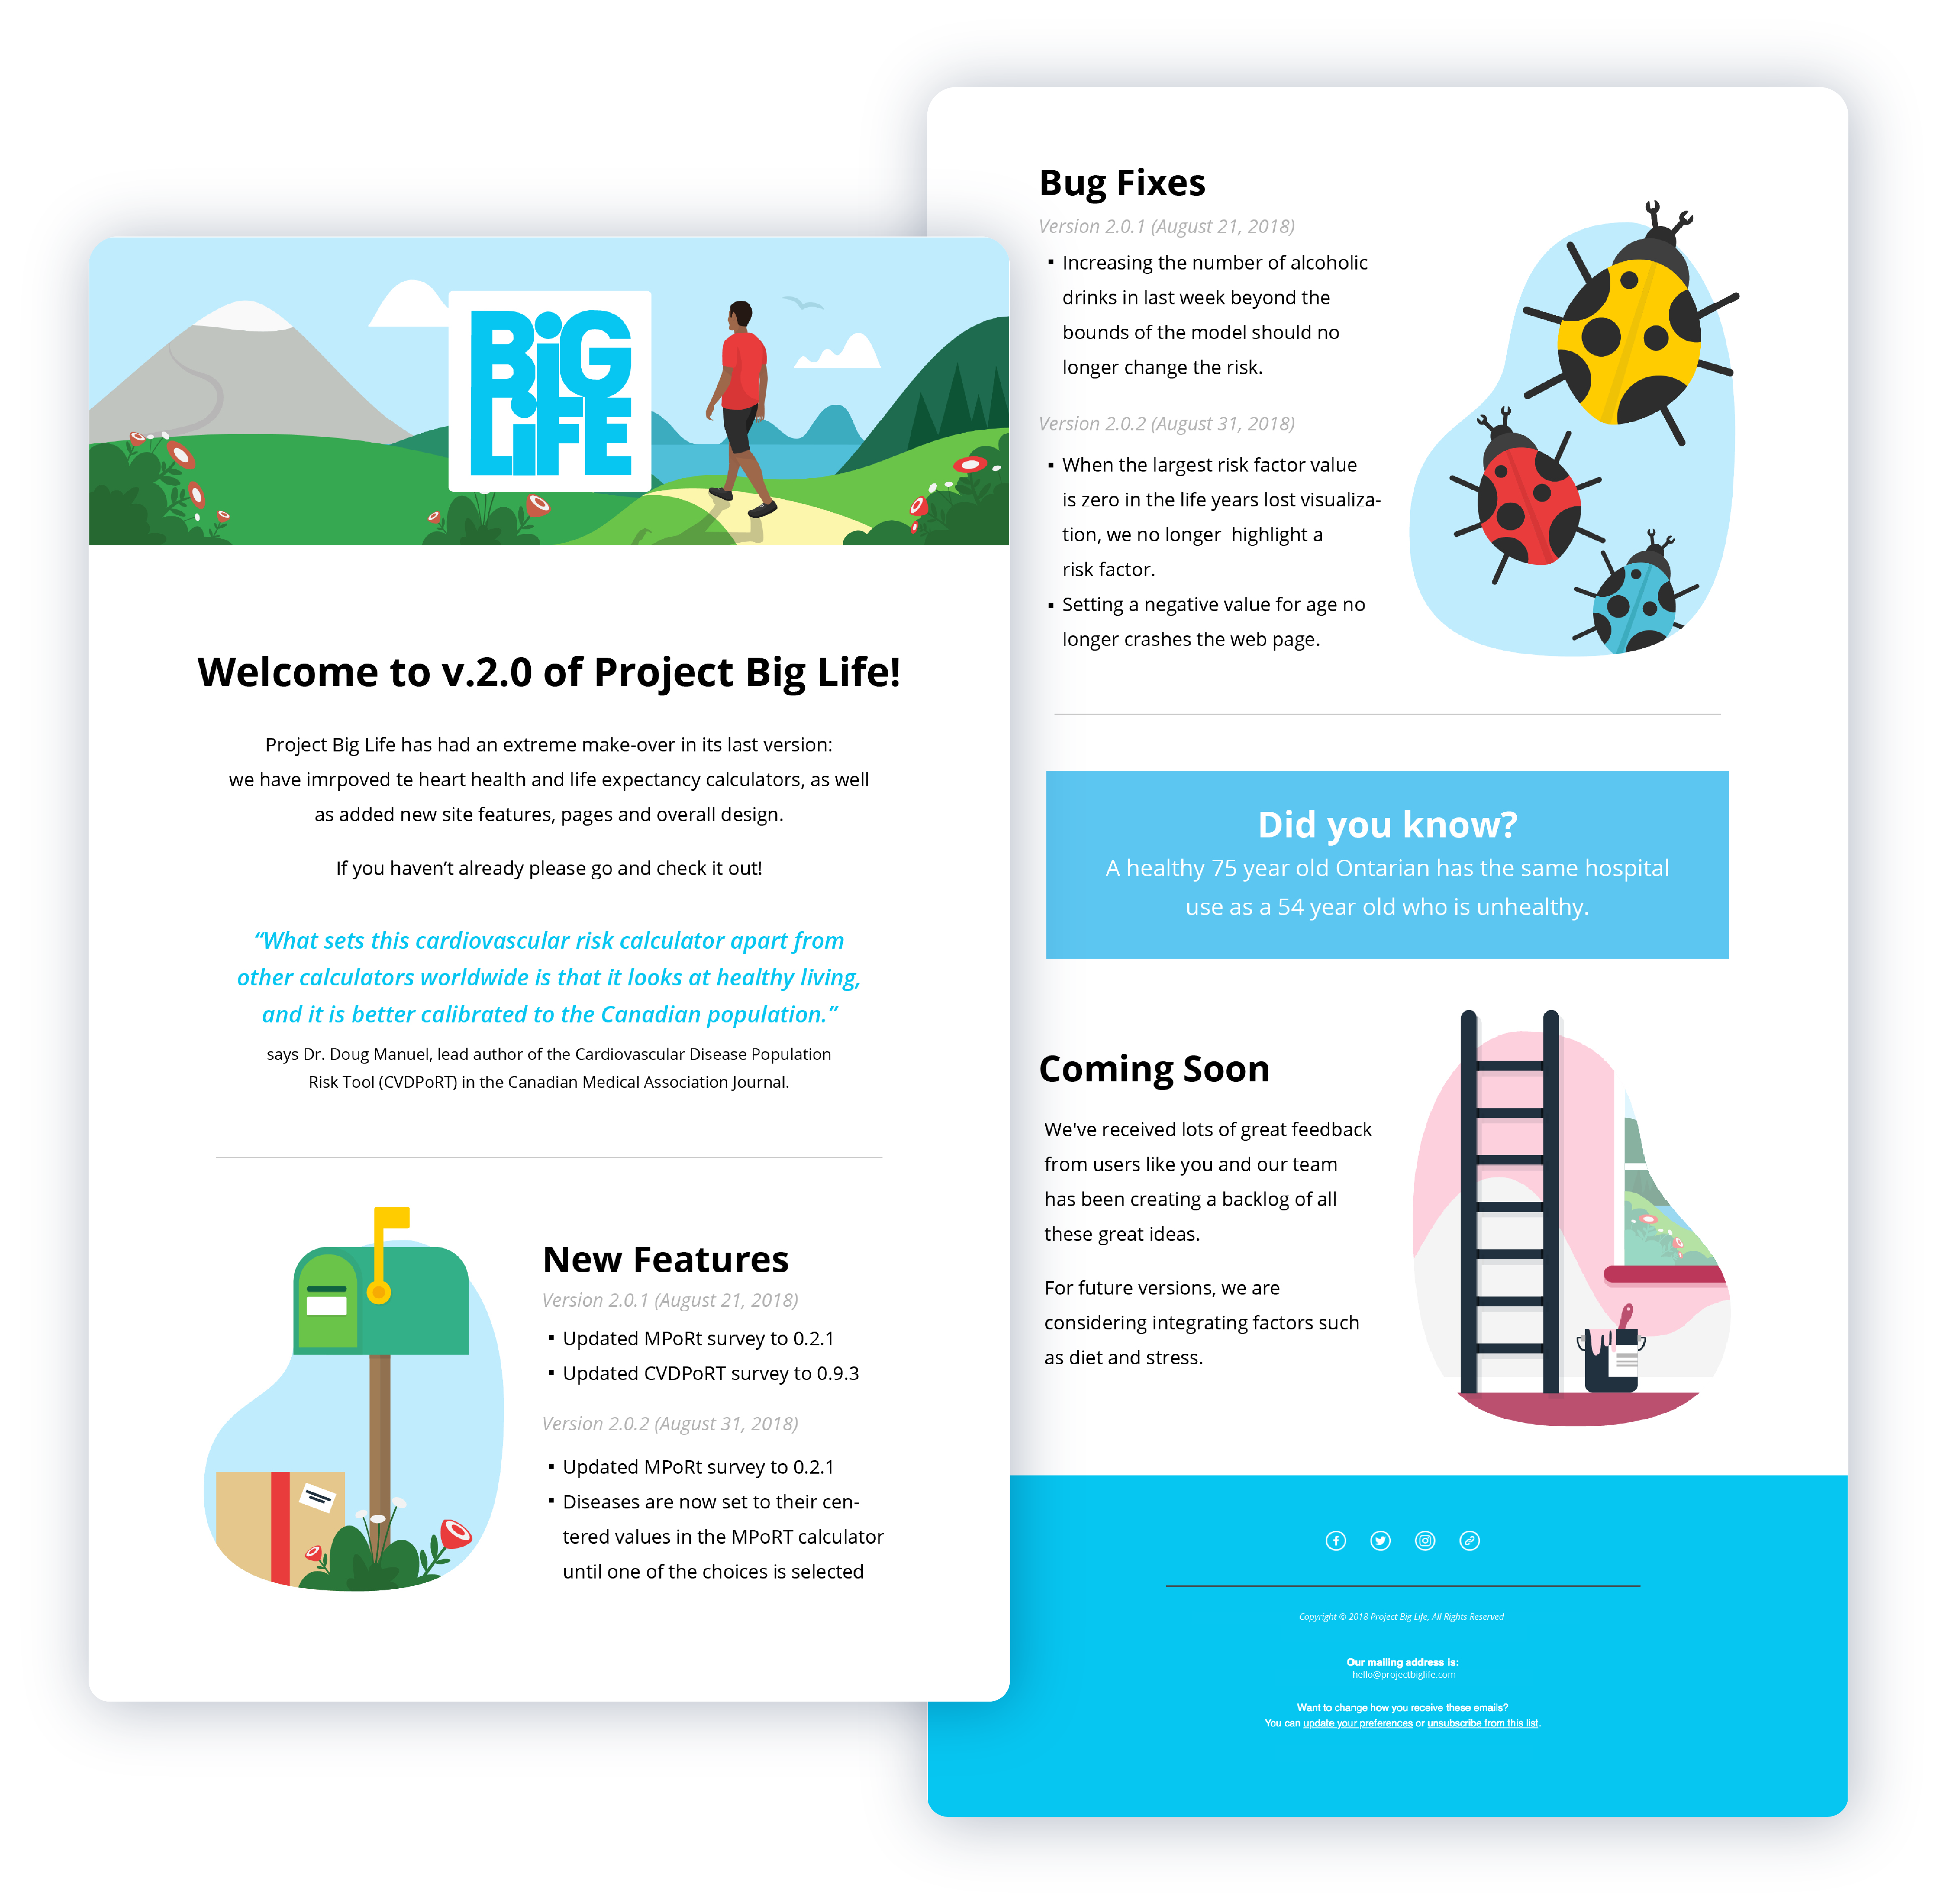 BiG
LiFE
Welcome to v.2.0 of Project Big Life!
Project Big Life has had an extreme make-over in its last version:
we have imrpoved te heart health and life expectancy calculators, as well
as added new site features, pages and overall design.
If you haven’t already please go and check it out!
“What sets this cardiovascular risk calculator apart from
other calculators worldwide is that it looks at healthy living,
and it is better calibrated to the Canadian population.”
says Dr. Doug Manuel, lead author of the Cardiovascular Disease Population
Risk Tool (CVDPoRT) in the Canadian Medical Association Journal.
New Features
Version 2.0.1 (August 21, 2018)
▪ Updated MPoRt survey to 0.2.1
▪ Updated CVDPoRT survey to 0.9.3
Version 2.0.2 (August 31, 2018)
▪ Updated MPoRt survey to 0.2.1
▪ Diseases are now set to their cen-
tered values in the MPoRT calculator
until one of the choices is selected
Bug Fixes
Version 2.0.1 (August 21, 2018)
▪ Increasing the number of alcoholic
drinks in last week beyond the
bounds of the model should no
longer change the risk.
Version 2.0.2 (August 31, 2018)
▪ When the largest risk factor value
is zero in the life years lost visualiza-
tion, we no longer  highlight a
risk factor.
▪ Setting a negative value for age no
longer crashes the web page.
Did you know?
A healthy 75 year old Ontarian has the same hospital
use as a 54 year old who is unhealthy.
Coming Soon
We've received lots of great feedback
from users like you and our team
has been creating a backlog of all
these great ideas.
For future versions, we are
considering integrating factors such
as diet and stress.
Copyright © 2018 Project Big Life, All Rights Reserved
Our mailing address is:
hello@projectbiglife.com
Want to change how you receive these emails?
You can update your preferences or unsubscribe from this list.